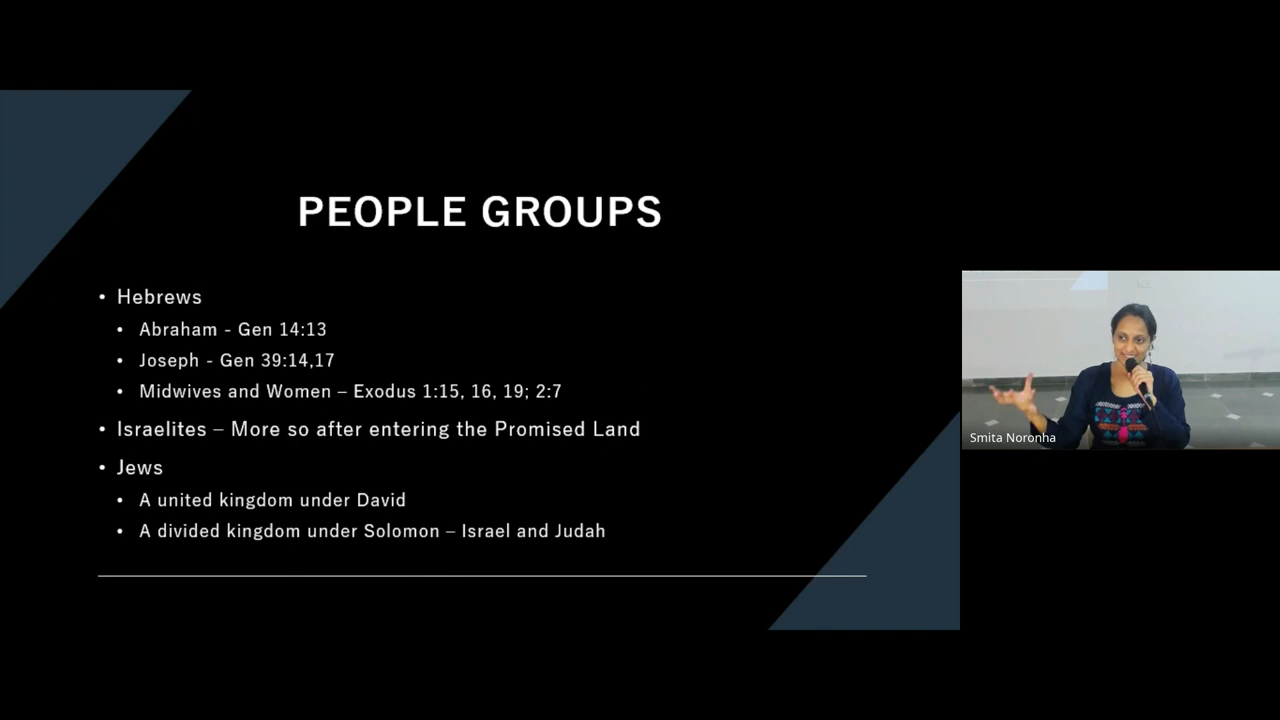 PEOPLE GROUPS
• Hebrews
• Abraham - Gen 14:13
• Joseph - Gen 39:14,17
• Midwives and Women – Exodus 1:15, 16, 19; 2:7
• Israelites – More so after entering the Promised Land
• Jews
• A united kingdom under David
• A divided kingdom under Solomon – Israel and Judah
Smita Noronha